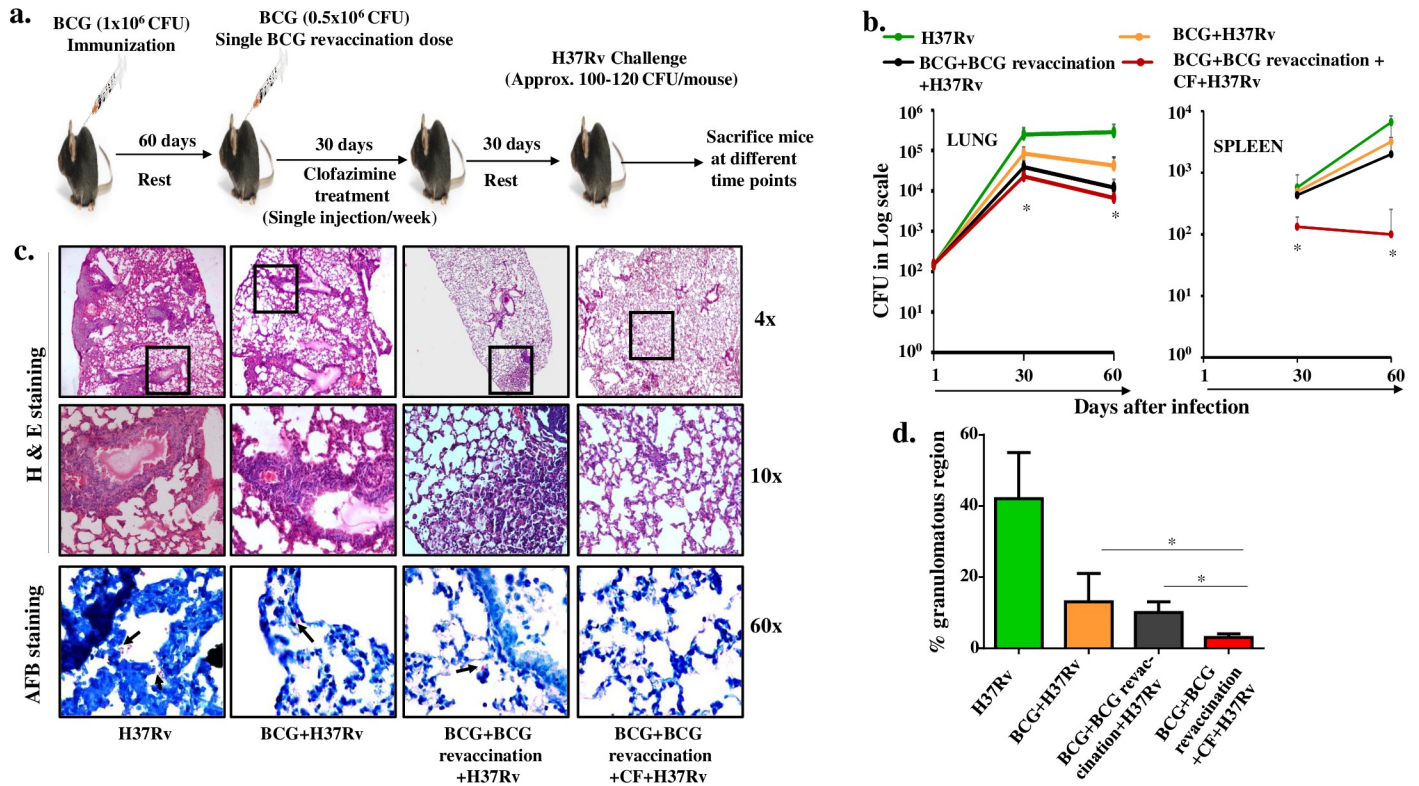 a.
BCG (1x10⁶ CFU)
Immunization
BCG (0.5x10⁶ CFU)
Single BCG revaccination dose
H37Rv Challenge
(Approx. 100-120 CFU/mouse)
60 days
Rest
30 days
Clofazimine
treatment
(Single injection/week)
30 days
Rest
Sacrifice mice
at different
time points
b.
H37Rv
BCG+H37Rv
BCG+BCG revaccination
+H37Rv
BCG+BCG revaccination +
CF+H37Rv
CFU in Log scale
LUNG
10⁶
10⁵
10⁴
10³
10²
10¹
10⁰
*
*
1
30
60
SPLEEN
10⁴
10³
10²
10¹
10⁰
*
*
1
30
60
Days after infection
c.
H & E staining
AFB staining
4x
10x
60x
H37Rv
BCG+H37Rv
BCG+BCG
revaccination
+H37Rv
BCG+BCG
revaccination
+CF+H37Rv
d.
% granulomatous region
60
40
20
0
*
*
H37Rv
BCG+H37Rv
BCG+BCG revac-
cination+H37Rv
BCG+BCG
revaccination
+CF+H37Rv